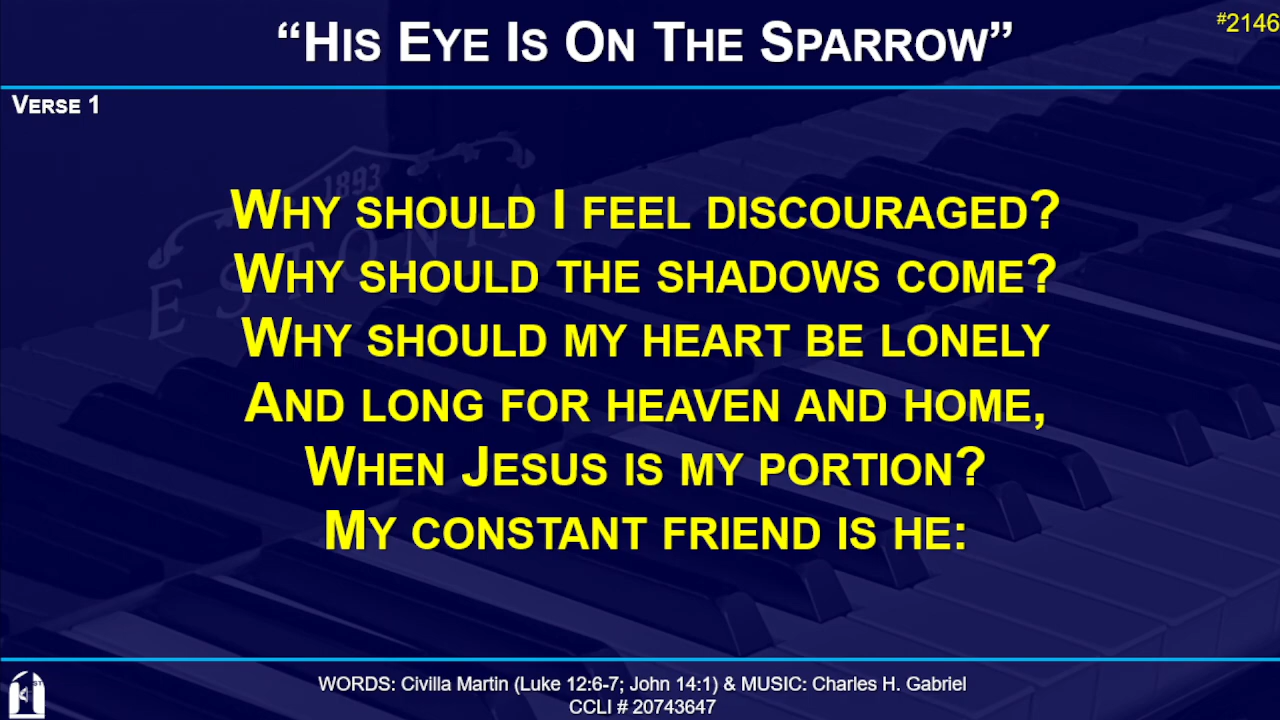 “His Eye Is On The Sparrow”
#2146
Verse 1
1893
ESTONIA
Why should I feel discouraged?
Why should the shadows come?
Why should my heart be lonely
And long for heaven and home,
When Jesus is my portion?
My constant friend is he:
WORDS: Civilla Martin (Luke 12:6-7; John 14:1) & MUSIC: Charles H. Gabriel
CCLI # 20743647